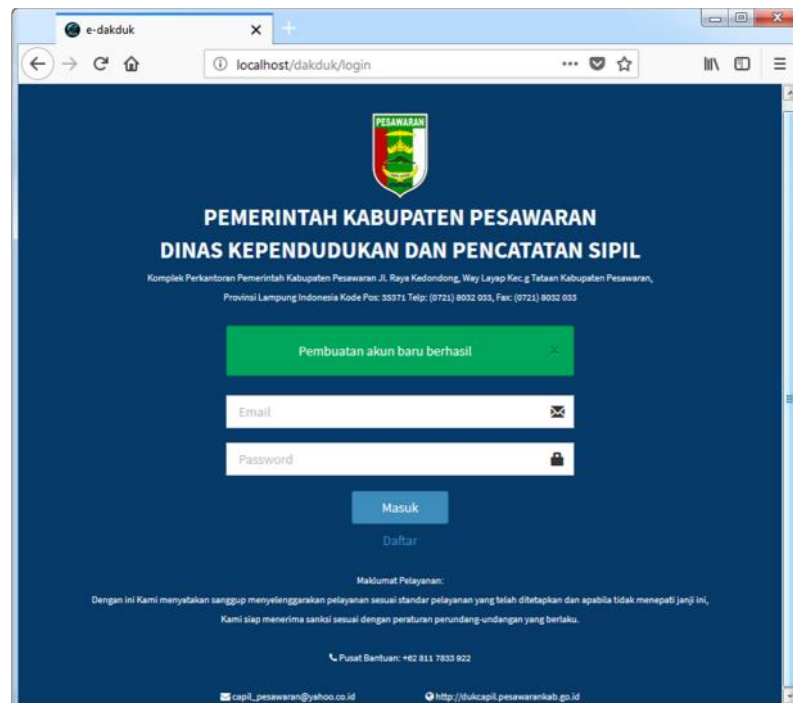 e-dakduk
localhost/dakduk/login
PESAWARAN
PEMERINTAH KABUPATEN PESAWARAN
DINAS KEPENDUDUKAN DAN PENCATATAN SIPIL
Komplek Perkantoran Pemerintah Kabupaten Pesawaran Jl. Raya Kedondong, Way Layap Kec.g Tataan Kabupaten Pesawaran,
Provinsi Lampung Indonesia Kode Pos: 35371 Telp: (0721) 8032 033, Fax: (0721) 8032 033
Pembuatan akun baru berhasil
Email
Password
Masuk
Daftar
Maklumat Pelayanan:
Dengan ini Kami menyatakan sanggup menyelenggarakan pelayanan sesuai standar pelayanan yang telah ditetapkan dan apabila tidak menepati janji ini,
Kami siap menerima sanksi sesuai dengan peraturan perundang-undangan yang berlaku.
Pusat Bantuan: +62 811 7833 922
capil_pesawaran@yahoo.co.id http://dukcapil.pesawarankab.go.id